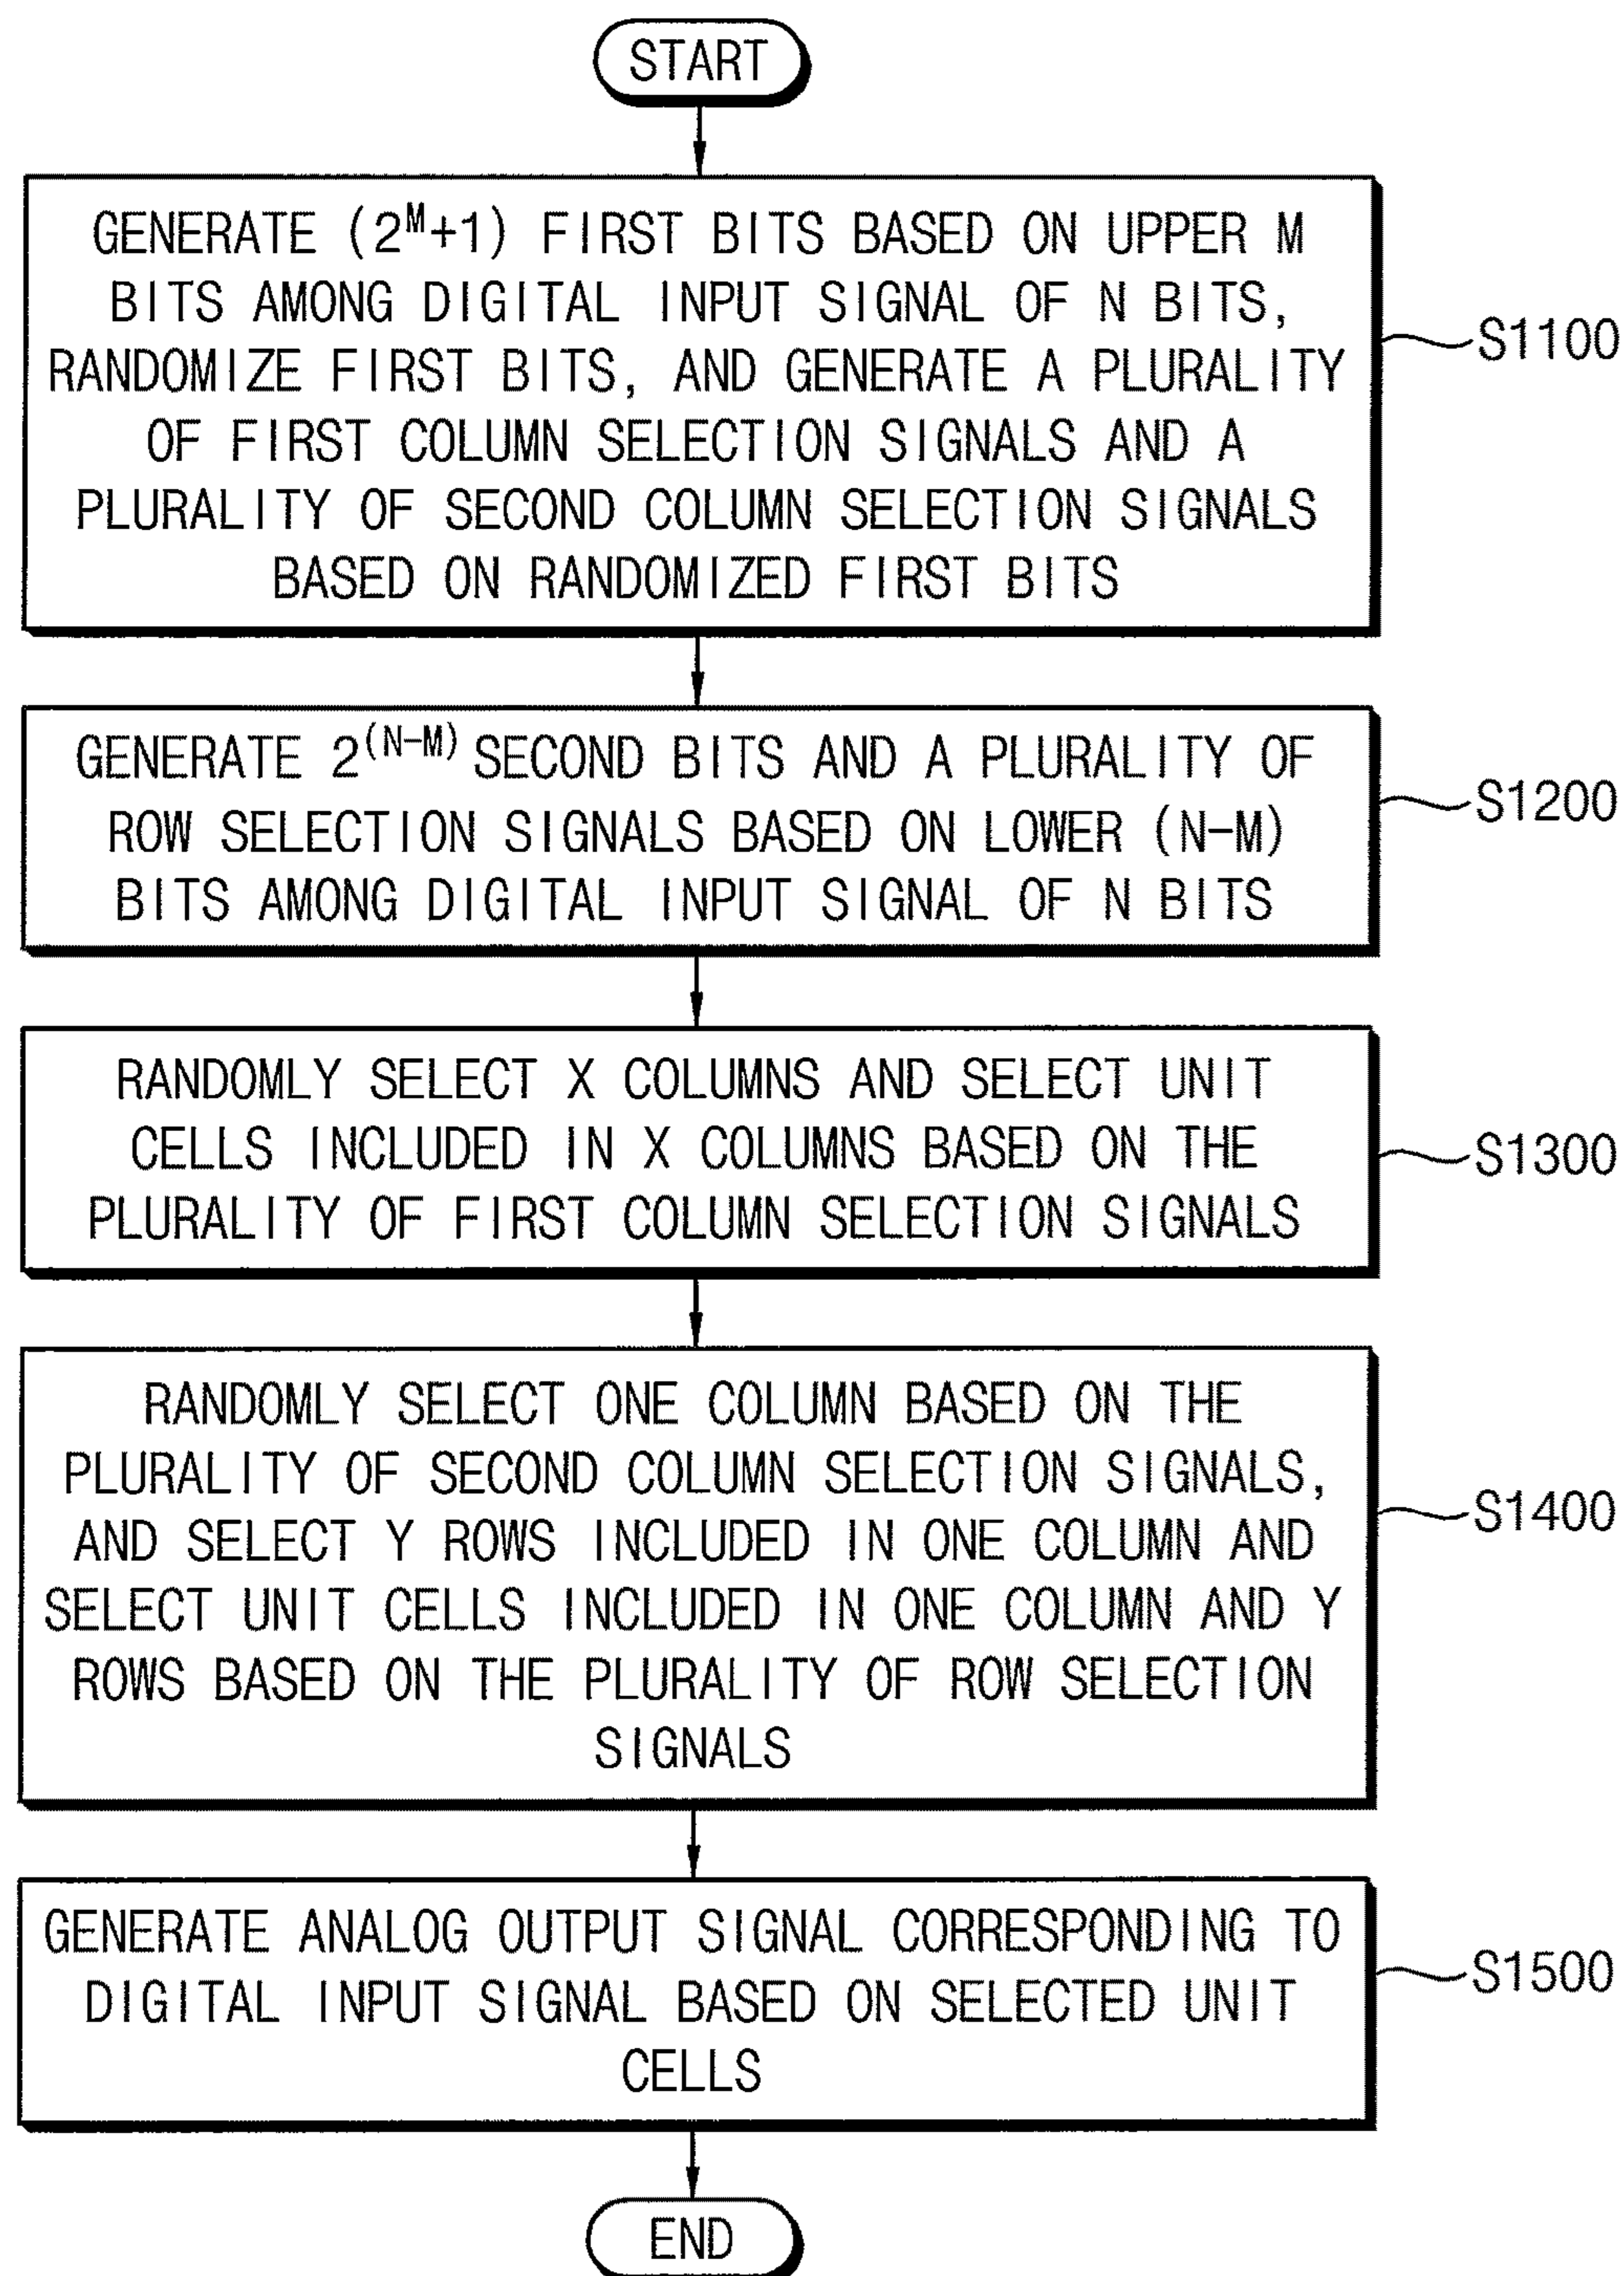 START
GENERATE (2^M+1) FIRST BITS BASED ON UPPER M
BITS AMONG DIGITAL INPUT SIGNAL OF N BITS,
RANDOMIZE FIRST BITS, AND GENERATE A PLURALITY
OF FIRST COLUMN SELECTION SIGNALS AND A
PLURALITY OF SECOND COLUMN SELECTION SIGNALS
BASED ON RANDOMIZED FIRST BITS
S1100
GENERATE 2^(N-M) SECOND BITS AND A PLURALITY OF
ROW SELECTION SIGNALS BASED ON LOWER (N-M)
BITS AMONG DIGITAL INPUT SIGNAL OF N BITS
S1200
RANDOMLY SELECT X COLUMNS AND SELECT UNIT
CELLS INCLUDED IN X COLUMNS BASED ON THE
PLURALITY OF FIRST COLUMN SELECTION SIGNALS
S1300
RANDOMLY SELECT ONE COLUMN BASED ON THE
PLURALITY OF SECOND COLUMN SELECTION SIGNALS,
AND SELECT Y ROWS INCLUDED IN ONE COLUMN AND
SELECT UNIT CELLS INCLUDED IN ONE COLUMN AND Y
ROWS BASED ON THE PLURALITY OF ROW SELECTION
SIGNALS
S1400
GENERATE ANALOG OUTPUT SIGNAL CORRESPONDING TO
DIGITAL INPUT SIGNAL BASED ON SELECTED UNIT
CELLS
S1500
END